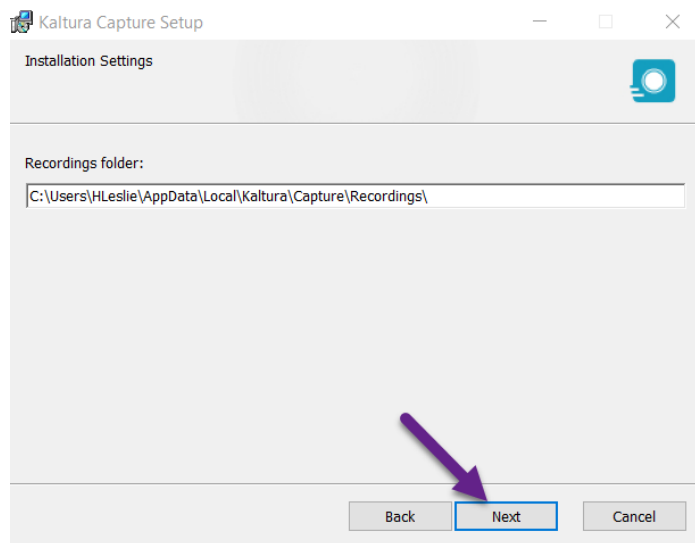 Kaltura Capture Setup
Installation Settings
Recordings folder:
C:\Users\HLeslie\AppData\Local\Kaltura\Capture\Recordings\
Back Next Cancel